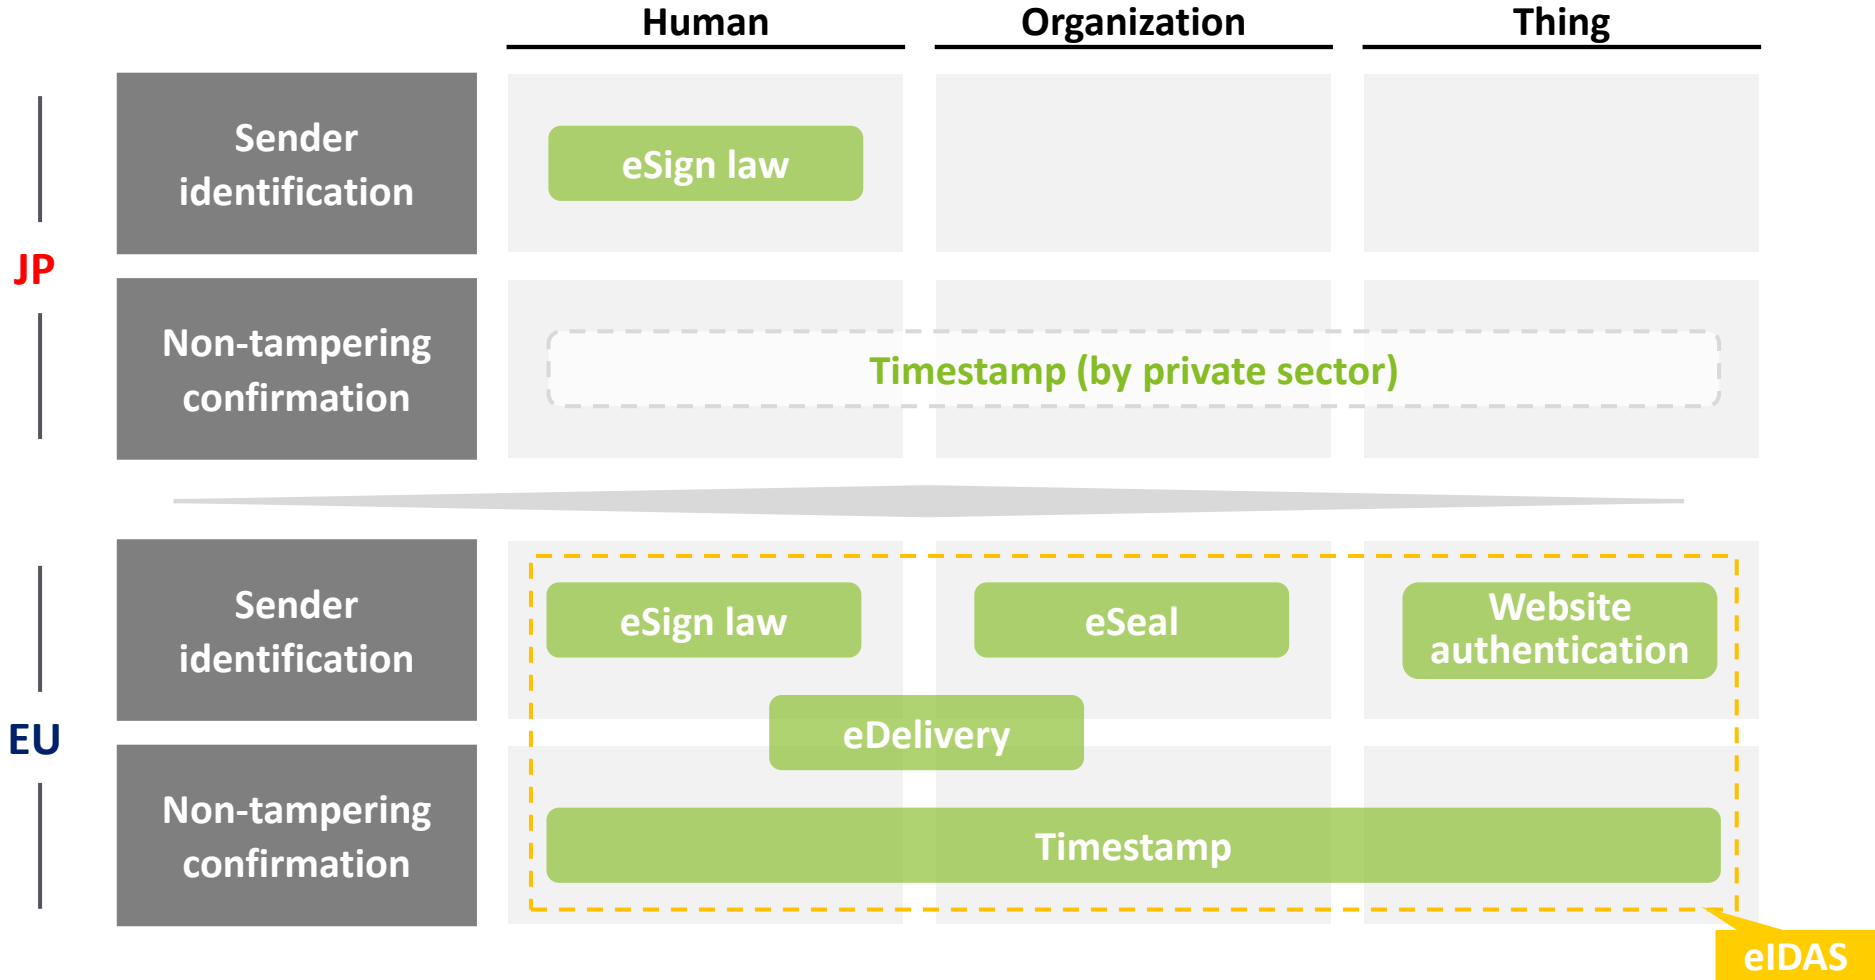 Human
Organization
Thing
JP
Sender
identification
eSign law
Non-tampering
confirmation
Timestamp (by private sector)
EU
Sender
identification
eSign law
eSeal
Website
authentication
eDelivery
Non-tampering
confirmation
Timestamp
eIDAS